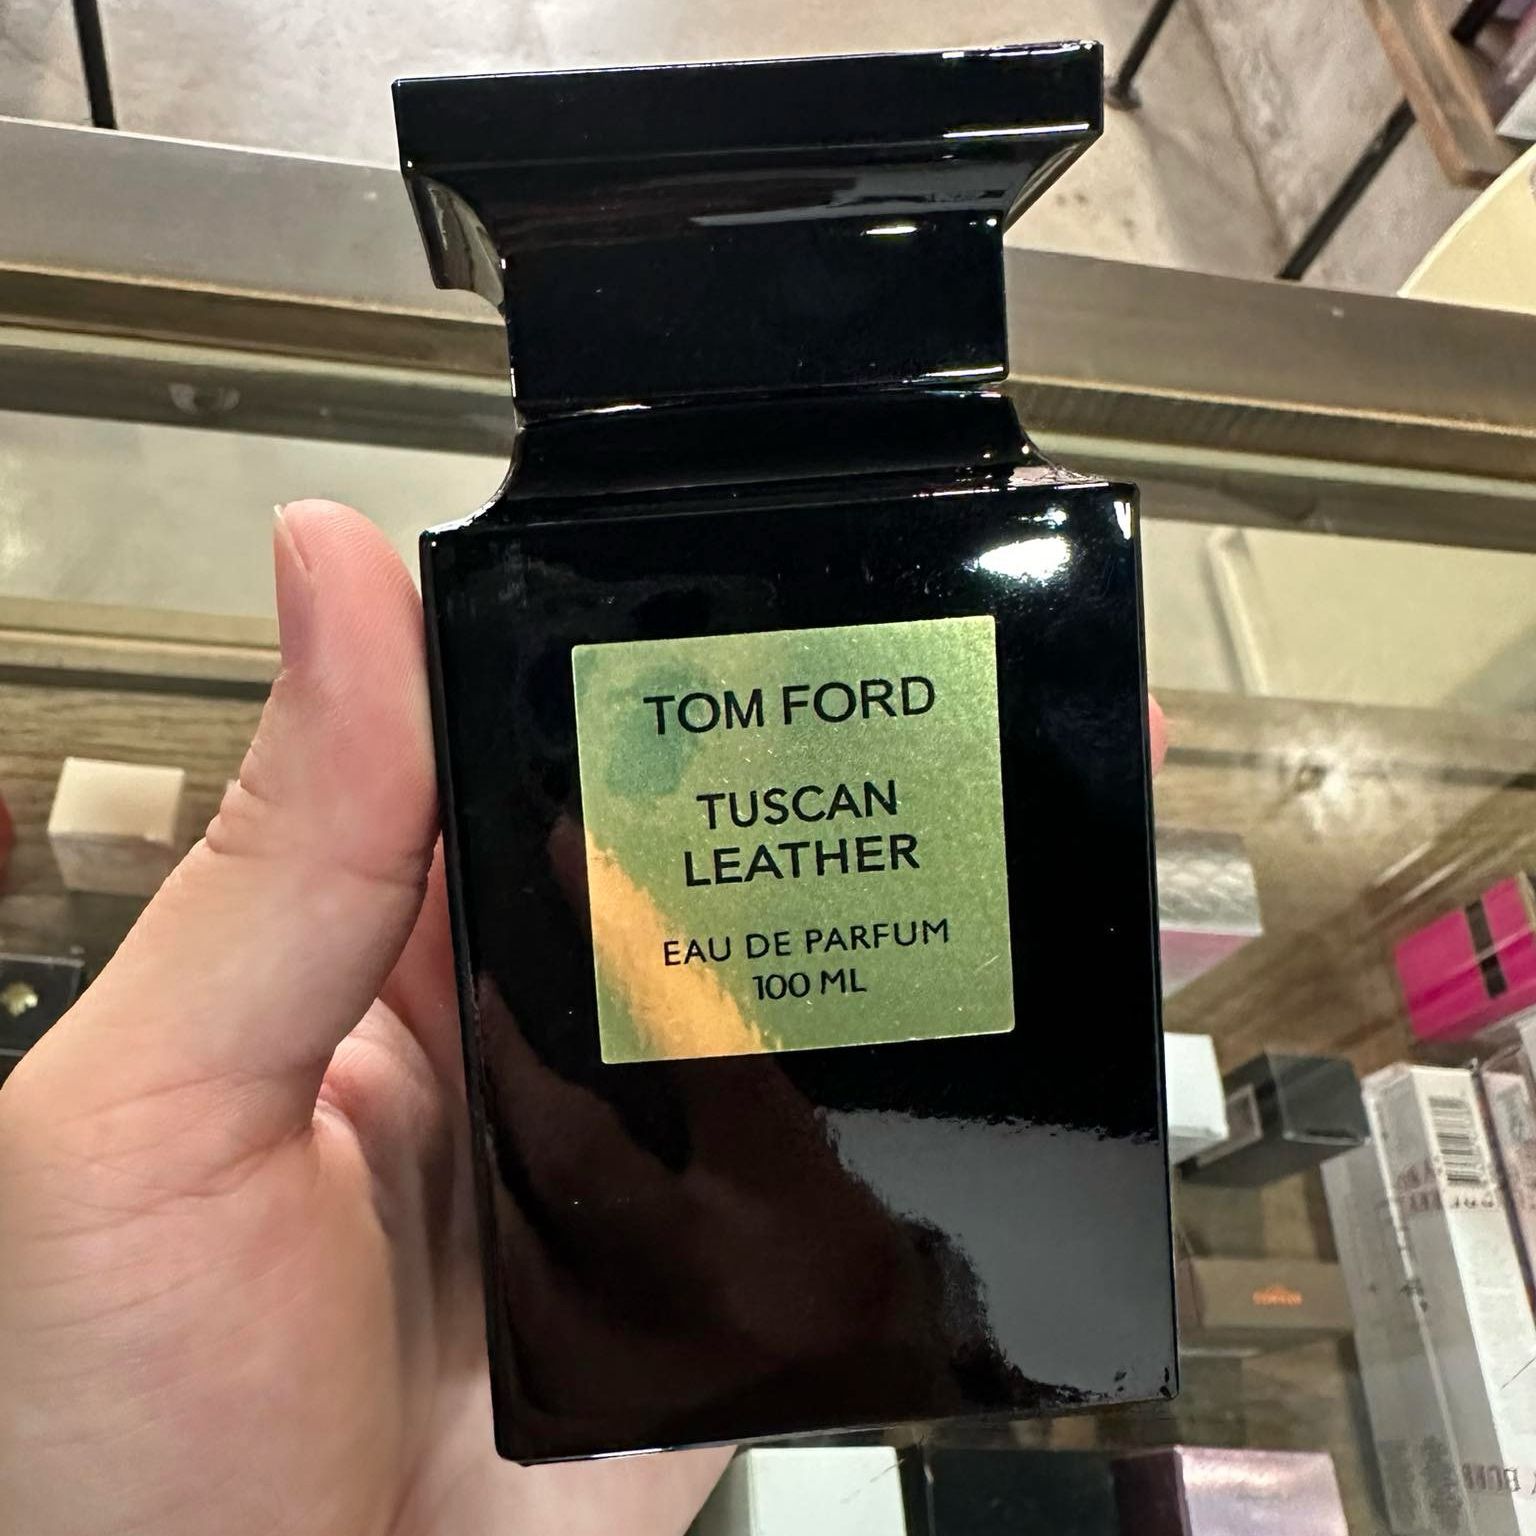 TOM FORD
TUSCAN
LEATHER
EAU DE PARFUM
100 ML